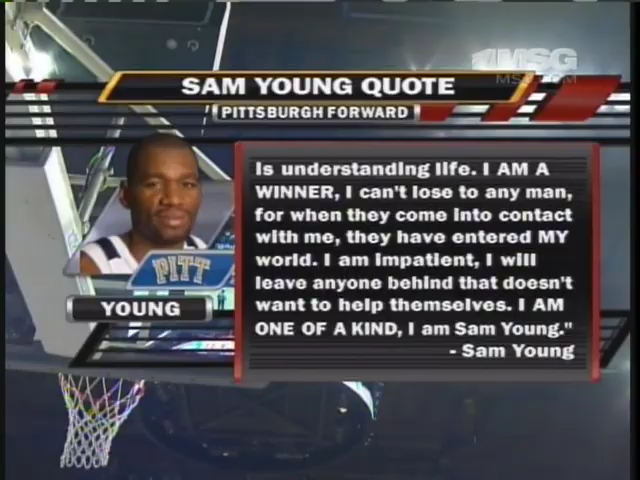 MSG
MSG.COM
SAM YOUNG QUOTE
PITTSBURGH FORWARD
Is understanding life. I AM A
WINNER, I can't lose to any man,
for when they come into contact
with me, they have entered MY
world. I am impatient, I will
leave anyone behind that doesn't
want to help themselves. I AM
ONE OF A KIND, I am Sam Young."
- Sam Young
PITT
YOUNG